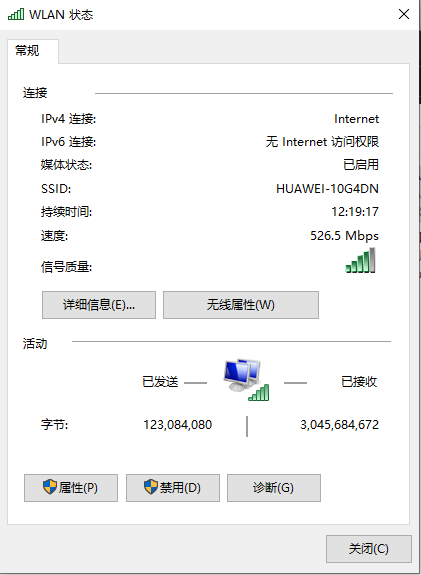 WLAN 状态
常规
连接
IPv4 连接: Internet
IPv6 连接: 无 Internet 访问权限
媒体状态: 已启用
SSID: HUAWEI-10G4DN
持续时间: 12:19:17
速度: 526.5 Mbps
信号质量:
详细信息(E)... 无线属性(W)
活动
已发送 已接收
字节: 123,084,080 3,045,684,672
属性(P) 禁用(D) 诊断(G)
关闭(C)